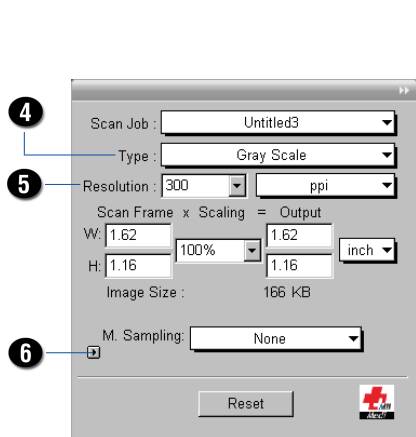 4
Scan Job : Untitled3
Type : Gray Scale
5
Resolution : 300 ppi
Scan Frame x Scaling = Output
W: 1.62 100% 1.62 inch
H: 1.16 1.16
Image Size : 166 KB
6
M. Sampling: None
Reset